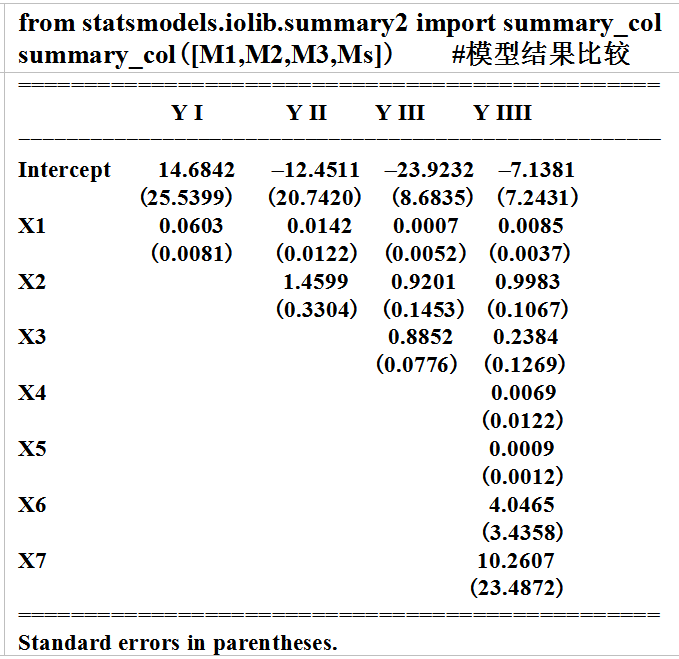 from statsmodels.iolib.summary2 import summary_col
summary_col([M1,M2,M3,Ms]) #模型结果比较
=====================================================
Y I Y II Y III Y IIII
-----------------------------------------------------
Intercept 14.6842 –12.4511 –23.9232 –7.1381
(25.5399) (20.7420) (8.6835) (7.2431)
X1 0.0603 0.0142 0.0007 0.0085
(0.0081) (0.0122) (0.0052) (0.0037)
X2 1.4599 0.9201 0.9983
(0.3304) (0.1453) (0.1067)
X3 0.8852 0.2384
(0.0776) (0.1269)
X4 0.0069
(0.0122)
X5 0.0009
(0.0012)
X6 4.0465
(3.4358)
X7 10.2607
(23.4872)
=====================================================
Standard errors in parentheses.